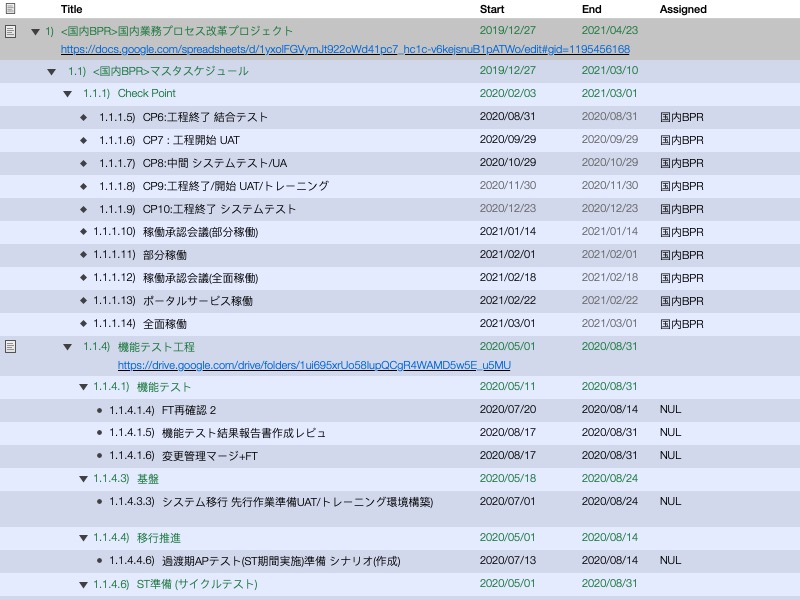 Title Start End Assigned
1) <国内BPR>国内業務プロセス改革プロジェクト 2019/12/27 2021/04/23
https://docs.google.com/spreadsheets/d/1yxolFGVymJt922oWd41pc7_hc1c-v6kejsnuB1pATWo/edit#gid=1195456168
1.1) <国内BPR>マスタスケジュール 2019/12/27 2021/03/10
1.1.1) Check Point 2020/02/03 2021/03/01
1.1.1.5) CP6:工程終了 結合テスト 2020/08/31 2020/08/31 国内BPR
1.1.1.6) CP7 : 工程開始 UAT 2020/09/29 2020/09/29 国内BPR
1.1.1.7) CP8:中間 システムテスト/UA 2020/10/29 2020/10/29 国内BPR
1.1.1.8) CP9:工程終了/開始 UAT/トレーニング 2020/11/30 2020/11/30 国内BPR
1.1.1.9) CP10:工程終了 システムテスト 2020/12/23 2020/12/23 国内BPR
1.1.1.10) 稼働承認会議(部分稼働) 2021/01/14 2021/01/14 国内BPR
1.1.1.11) 部分稼働 2021/02/01 2021/02/01 国内BPR
1.1.1.12) 稼働承認会議(全面稼働) 2021/02/18 2021/02/18 国内BPR
1.1.1.13) ポータルサービス稼働 2021/02/22 2021/02/22 国内BPR
1.1.1.14) 全面稼働 2021/03/01 2021/03/01 国内BPR
1.1.4) 機能テスト工程 2020/05/01 2020/08/31
https://drive.google.com/drive/folders/1ui695xrUo58IupQCgR4WAMD5w5E_u5MU
1.1.4.1) 機能テスト 2020/05/11 2020/08/31
1.1.4.1.4) FT再確認 2 2020/07/20 2020/08/14 NUL
1.1.4.1.5) 機能テスト結果報告書作成レビュ 2020/08/17 2020/08/31 NUL
1.1.4.1.6) 変更管理マージ+FT 2020/08/17 2020/08/31 NUL
1.1.4.3) 基盤 2020/05/18 2020/08/24
1.1.4.3.3) システム移行 先行作業準備UAT/トレーニング環境構築) 2020/07/01 2020/08/24 NUL
1.1.4.4) 移行推進 2020/05/01 2020/08/14
1.1.4.4.6) 過渡期APテスト(ST期間実施)準備 シナリオ(作成) 2020/07/13 2020/08/14 NUL
1.1.4.6) ST準備 (サイクルテスト) 2020/05/01 2020/08/31